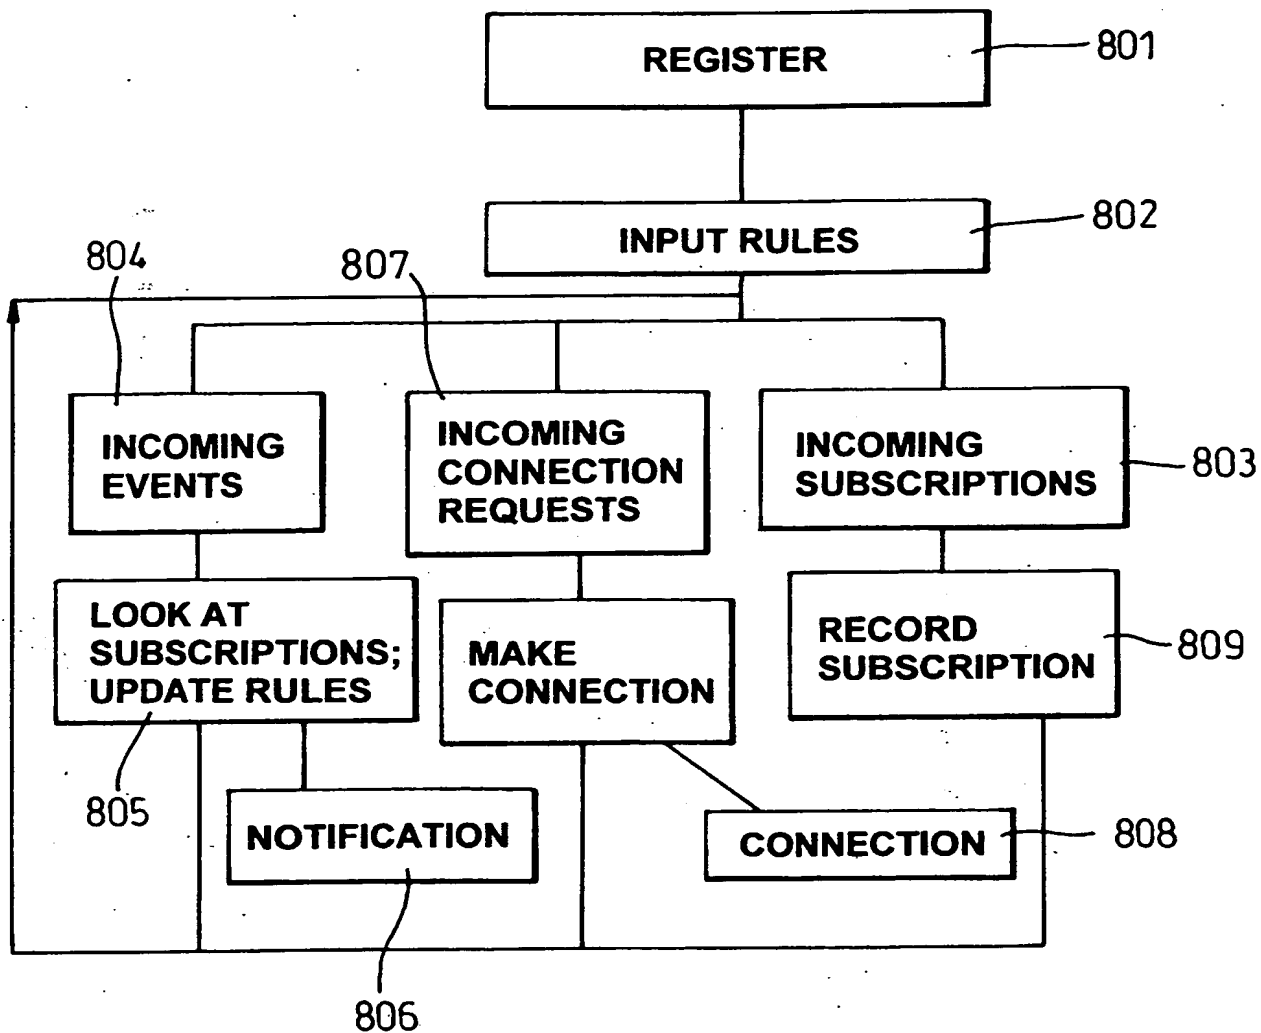 REGISTER
801
INPUT RULES
802
804
807
INCOMING
EVENTS
INCOMING
CONNECTION
REQUESTS
INCOMING
SUBSCRIPTIONS
803
LOOK AT
SUBSCRIPTIONS;
UPDATE RULES
MAKE
CONNECTION
RECORD
SUBSCRIPTION
809
805
NOTIFICATION
CONNECTION
808
806